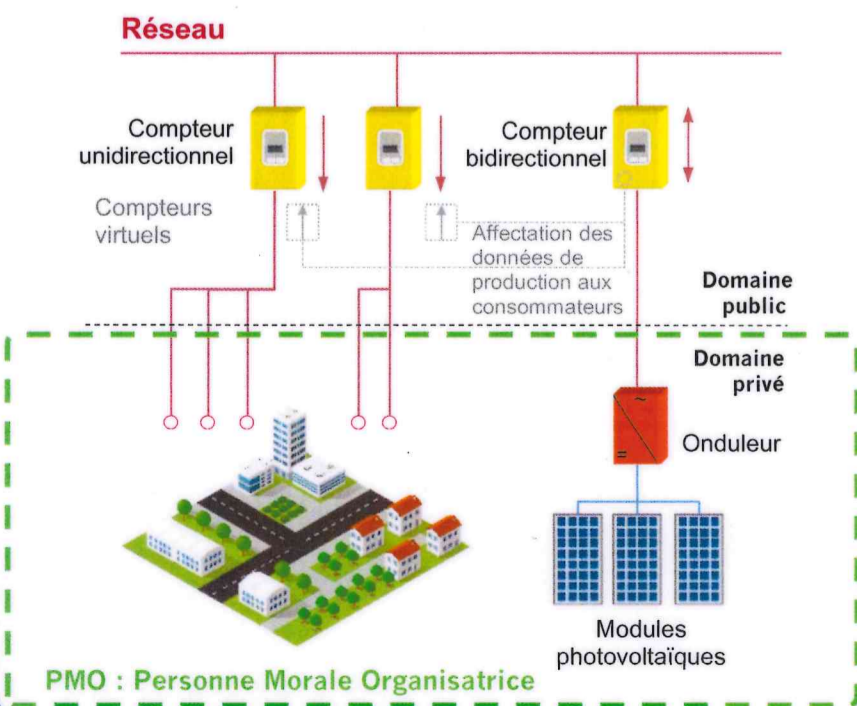 Réseau
Compteur
unidirectionnel
Compteur
bidirectionnel
Compteurs
virtuels
Affectation des
données de
production aux
consommateurs
Domaine
public
Domaine
privé
~
=
Onduleur
Modules
photovoltaïques
PMO : Personne Morale Organisatrice